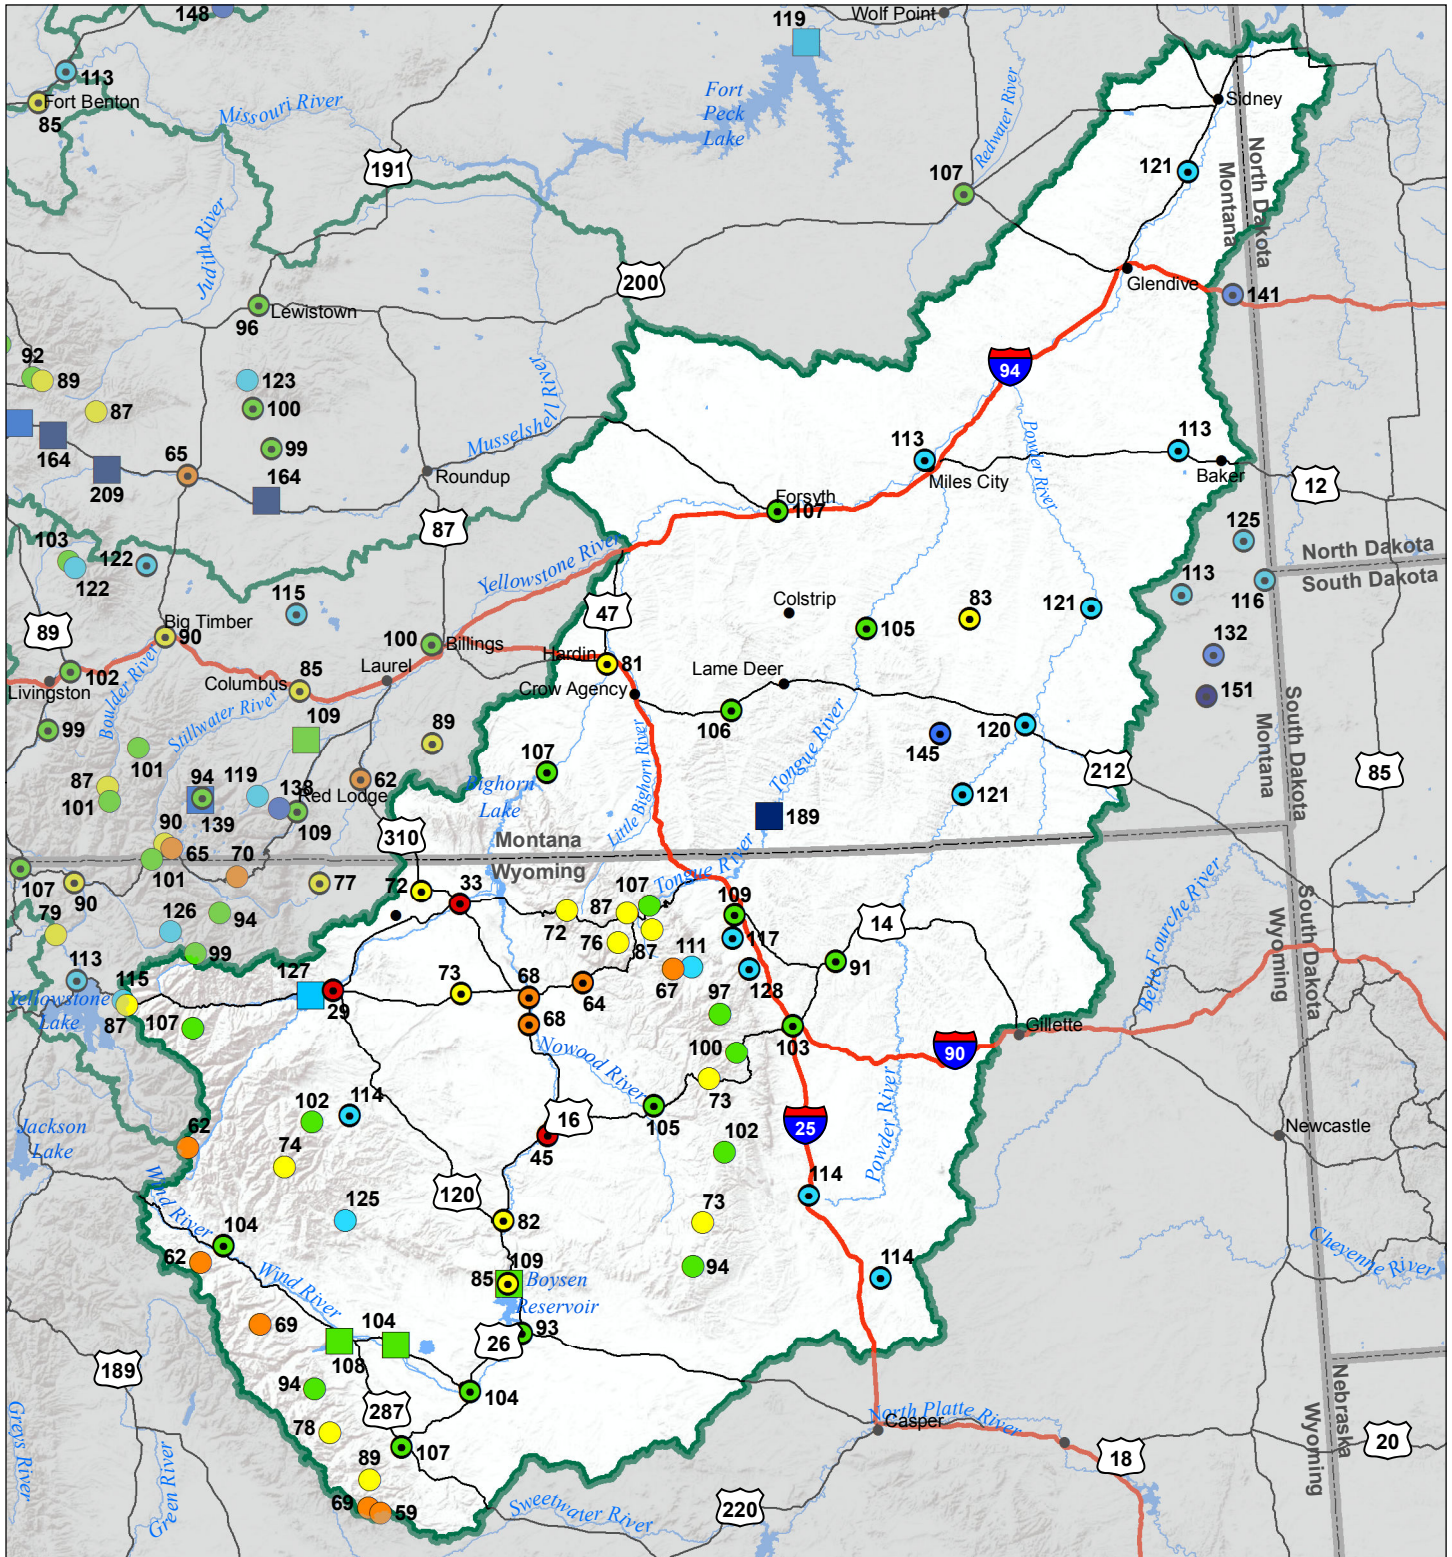 148
119
Wolf Point
113
Fort Benton
85
Missouri River
Fort
Peck
Lake
Redwater River
Sidney
191
107
121
North Dakota
Montana
Judith River
200
Glendive
141
96
Lewistown
92
89
123
94
87
100
Musselshell River
Powder River
99
113
113
164
65
Roundup
Miles City
Baker
209
164
Forsyth
107
12
87
125
103
122
122
Yellowstone River
North Dakota
South Dakota
115
Colstrip
113
116
89
Big Timber
90
47
105
83
121
100
Billings
Hardin
81
132
102
Livingston
Laurel
85
Columbus
Lame Deer
Crow Agency
151
Boulder River
Stillwater River
109
106
South Dakota
Montana
99
101
89
Little Bighorn River
Tongue River
145
120
107
212
85
87
101
94
119
138
Red Lodge
62
Bighorn
Lake
121
139
109
189
90
310
Montana
Wyoming
65
101
70
77
72
33
Tongue River
107
90
107
87
72
76
87
109
14
Belle Fourche River
South Dakota
Wyoming
79
126
94
99
117
113
115
127
29
73
68
64
111
67
128
91
Yellowstone
Lake
87
107
68
97
103
Gillette
Nowood River
100
90
73
102
114
16
105
25
Powder River
Newcastle
Jackson
Lake
62
74
45
102
120
114
Wind River
125
82
73
104
62
94
Cheyenne River
Wind River
109
85
Boysen
Reservoir
114
69
104
108
26
93
189
94
104
287
Nebraska
Wyoming
78
107
North Platte River
Casper
18
20
Greys River
Green River
89
69
59
Sweetwater River
220